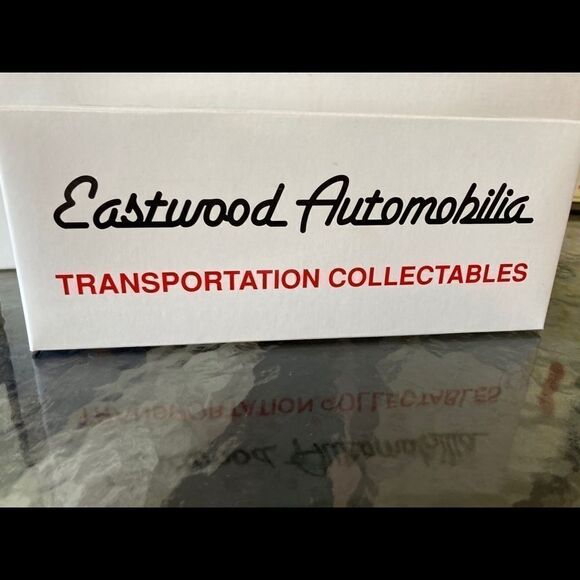 Eastwood Automobilia
TRANSPORTATION COLLECTABLES